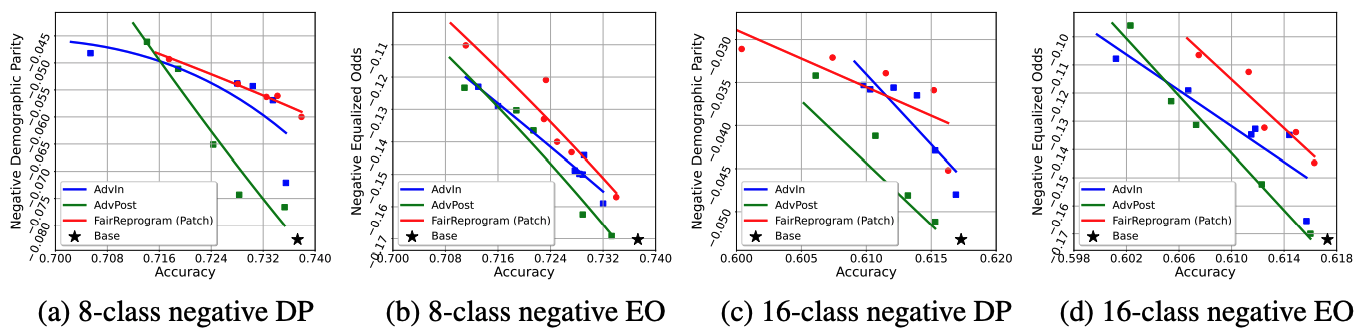 Negative Demographic Parity
−0.045
−0.050
−0.055
−0.060
−0.065
−0.070
−0.075
−0.080
AdvIn
AdvPost
FairReprogram (Patch)
Base
0.700 0.708 0.716 0.724 0.732 0.740
Accuracy
(a) 8-class negative DP
Negative Equalized Odds
−0.11
−0.12
−0.13
−0.14
−0.15
−0.16
−0.17
AdvIn
AdvPost
FairReprogram (Patch)
Base
0.700 0.708 0.716 0.724 0.732 0.740
Accuracy
(b) 8-class negative EO
Negative Demographic Parity
−0.030
−0.035
−0.040
−0.045
−0.050
AdvIn
AdvPost
FairReprogram (Patch)
Base
0.600 0.605 0.610 0.615 0.620
Accuracy
(c) 16-class negative DP
Negative Equalized Odds
−0.10
−0.11
−0.12
−0.13
−0.14
−0.15
−0.16
−0.17
AdvIn
AdvPost
FairReprogram (Patch)
Base
0.598 0.602 0.606 0.610 0.614 0.618
Accuracy
(d) 16-class negative EO